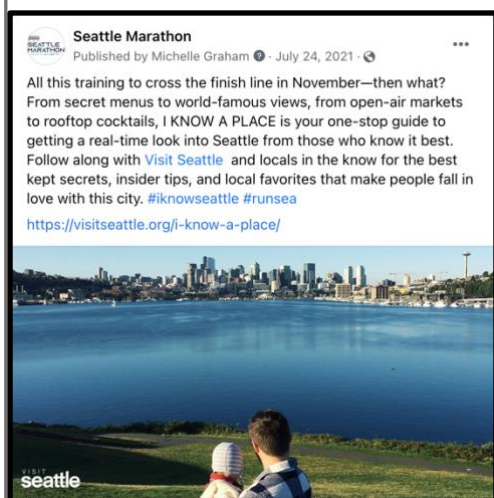 Seattle Marathon
Published by Michelle Graham · July 24, 2021 ·
All this training to cross the finish line in November—then what?
From secret menus to world-famous views, from open-air markets
to rooftop cocktails, I KNOW A PLACE is your one-stop guide to
getting a real-time look into Seattle from those who know it best.
Follow along with Visit Seattle and locals in the know for the best
kept secrets, insider tips, and local favorites that make people fall in
love with this city. #iknowseattle #runsea
https://visitseattle.org/i-know-a-place/
SEATTLE
MARATHON
VISIT
seattle